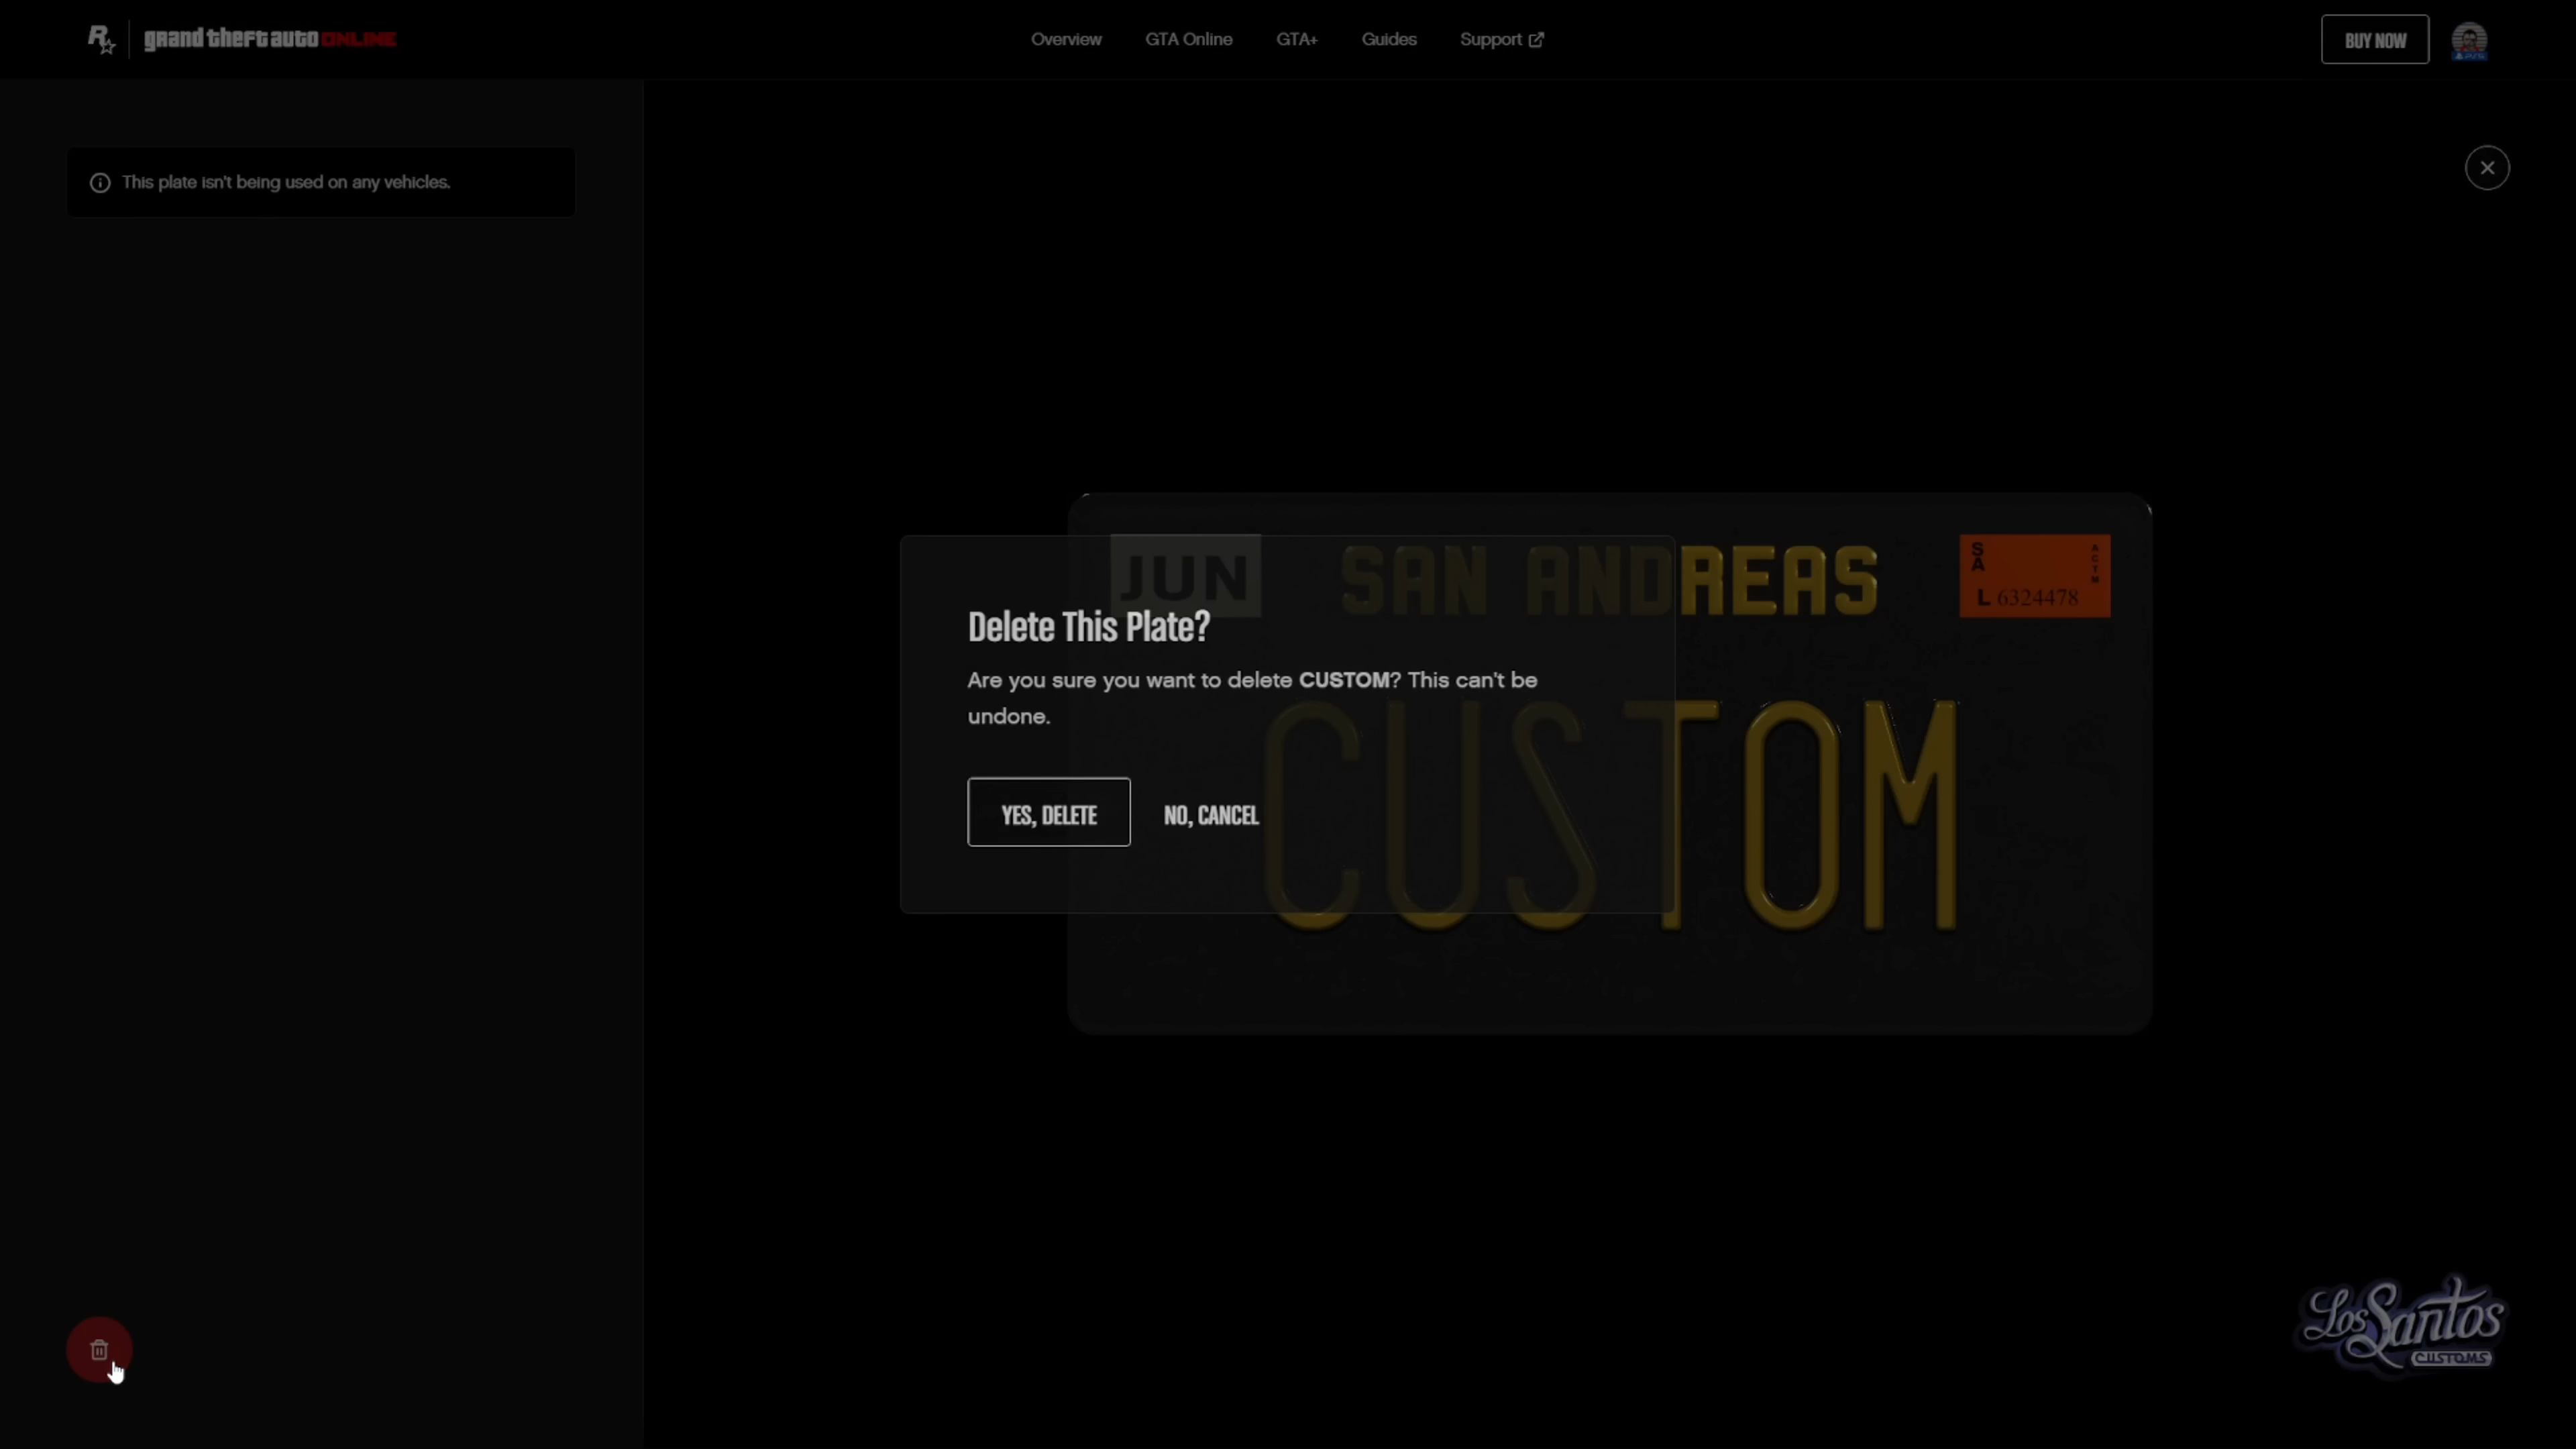 R
grand theft auto ONLINE
Overview
GTA Online
GTA+
Guides
Support
BUY NOW
This plate isn't being used on any vehicles.
JUN
SAN ANDREAS
SA
ACTM
L 6324478
Delete This Plate?
Are you sure you want to delete CUSTOM? This can't be
undone.
CUSTOM
YES, DELETE
NO, CANCEL
Los Santos
CUSTOMS